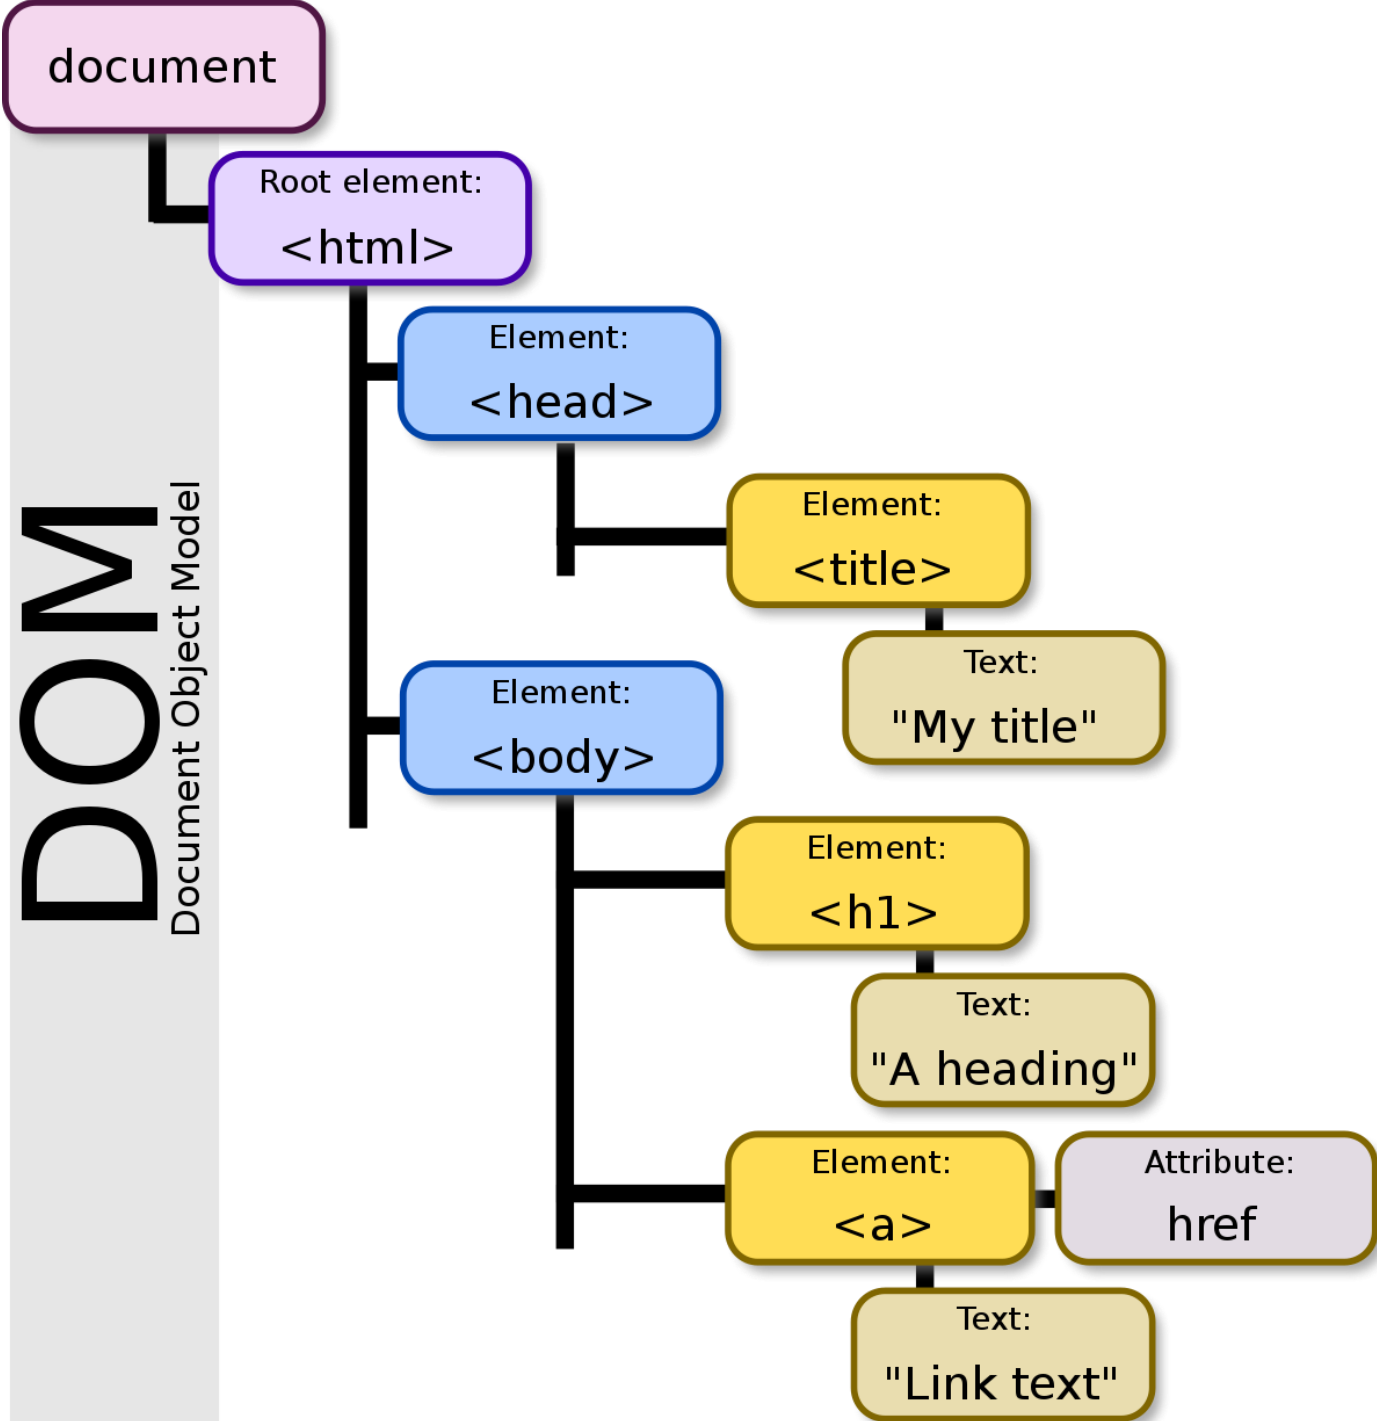 document
Root element:
<html>
Element:
<head>
Element:
<title>
Text:
"My title"
Element:
<body>
Element:
<h1>
Text:
"A heading"
Element:
<a>
Attribute:
href
Text:
"Link text"
DOM
Document Object Model